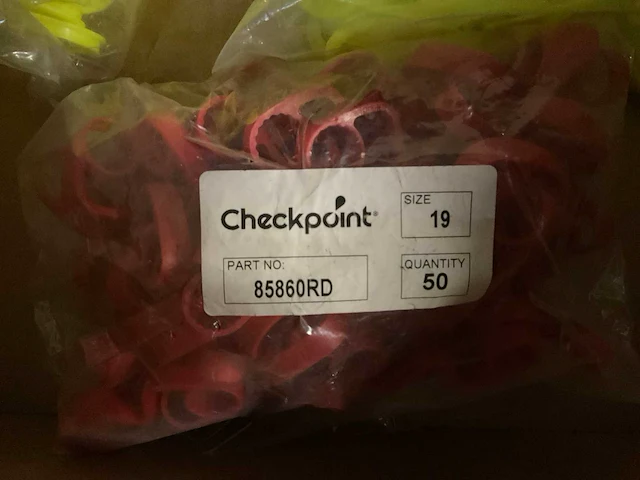 Checkpoint®
SIZE
19
PART NO:
85860RD
QUANTITY
50